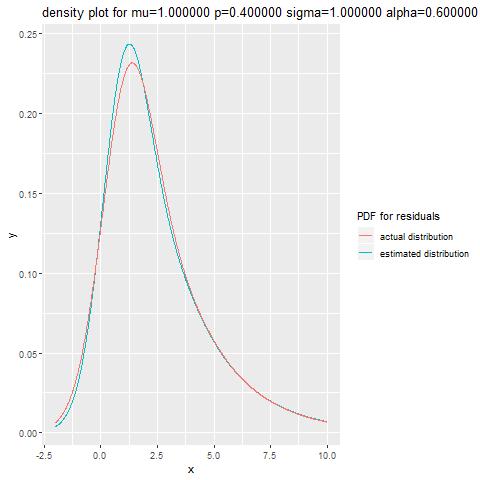 density plot for mu=1.000000 p=0.400000 sigma=1.000000 alpha=0.600000
0.25
0.20
0.15
0.10
0.05
0.00
y
-2.5 0.0 2.5 5.0 7.5 10.0
x
PDF for residuals
actual distribution
estimated distribution